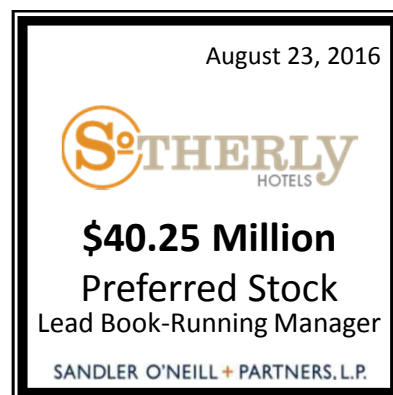 August 23, 2016
SoTHERLY
HOTELS
$40.25 Million
Preferred Stock
Lead Book-Running Manager
SANDLER O'NEILL + PARTNERS, L.P.